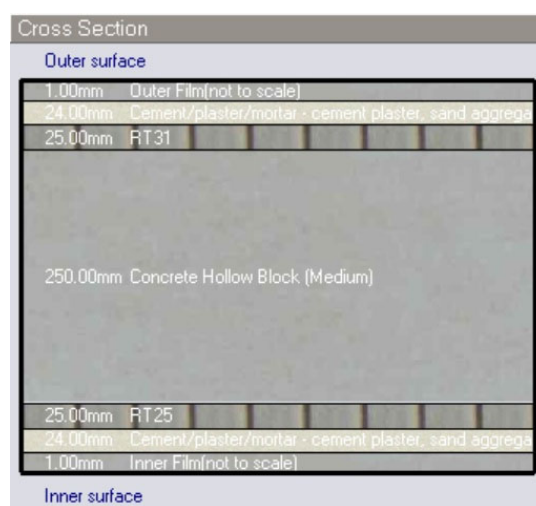 Cross Section
Outer surface
1.00mm Outer Film(not to scale)
24.00mm Cement/plaster/mortar - cement plaster, sand aggrega
25.00mm RT31
250.00mm Concrete Hollow Block (Medium)
25.00mm RT25
24.00mm Cement/plaster/mortar - cement plaster, sand aggrega
1.00mm Inner Film(not to scale)
Inner surface